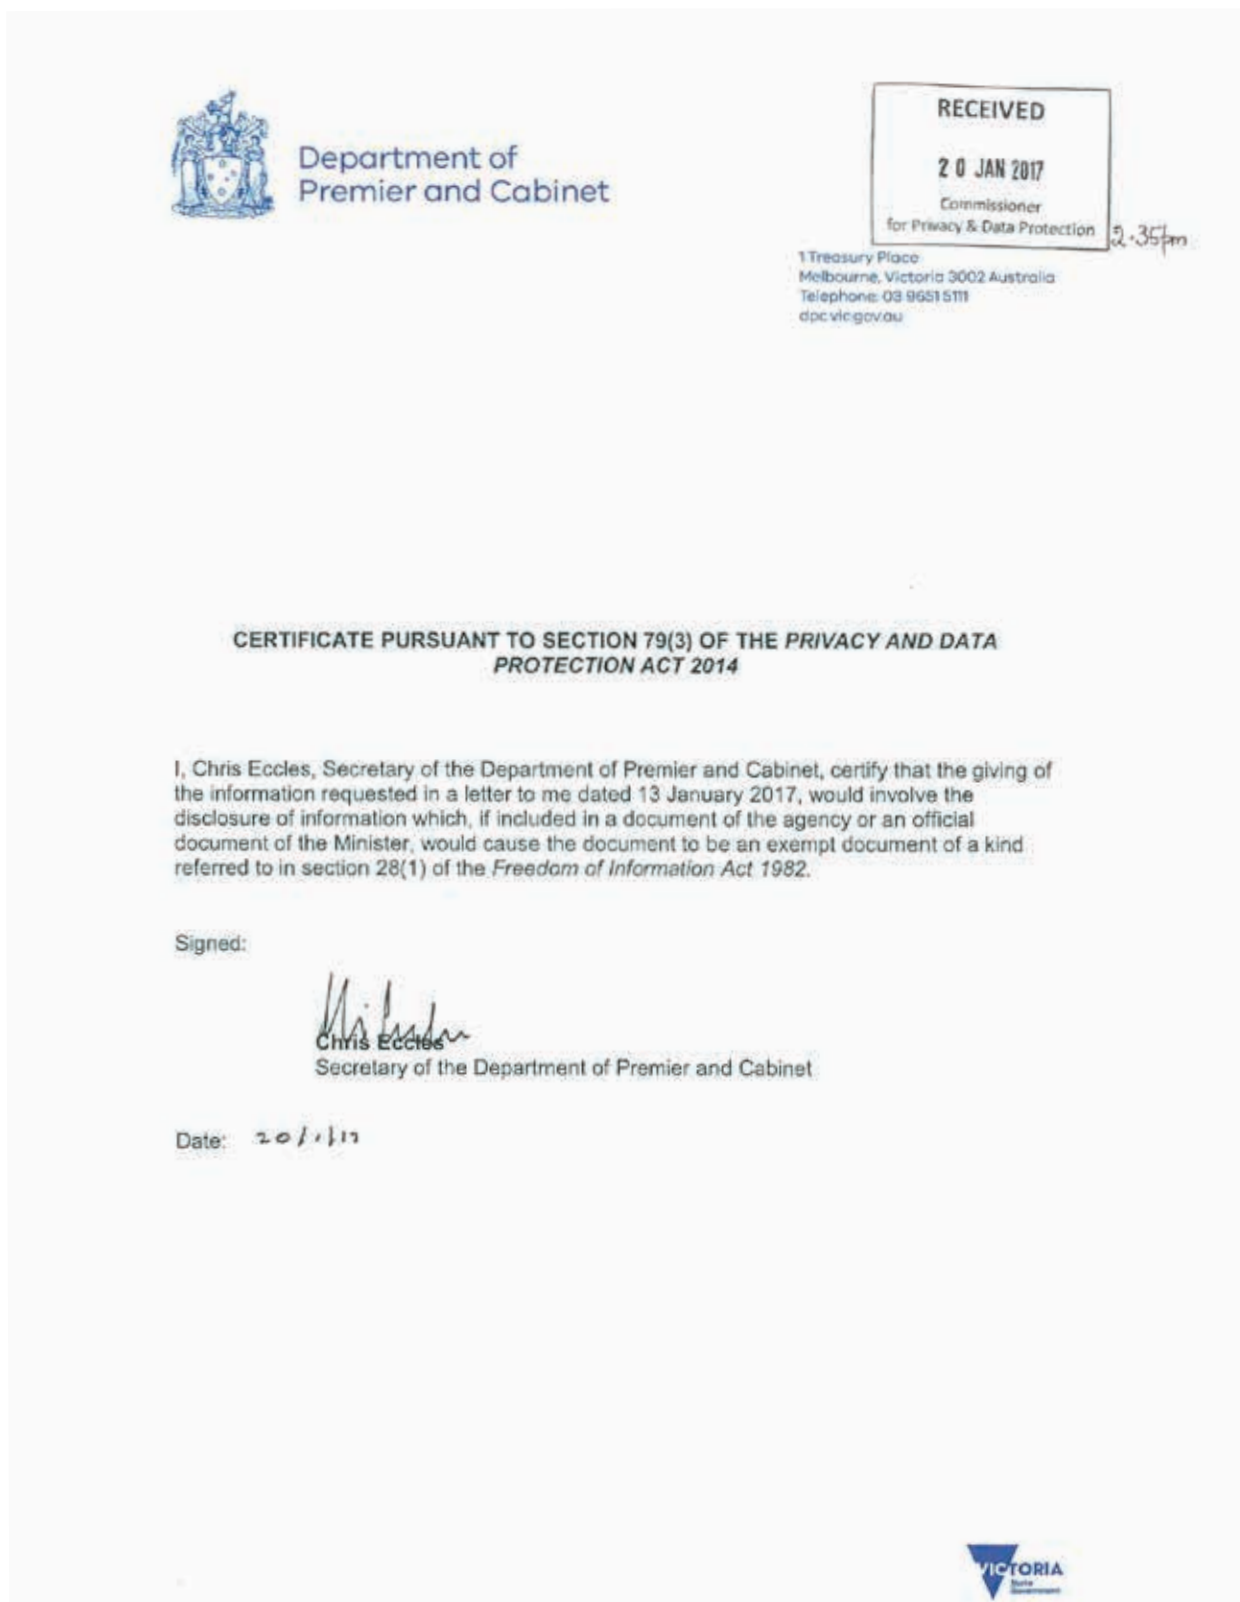 Department of
Premier and Cabinet
RECEIVED
20 JAN 2017
Commissioner
for Privacy & Data Protection
2.35pm
1 Treasury Place
Melbourne, Victoria 3002 Australia
Telephone: 03 9651 5111
dpc.vic.gov.au
CERTIFICATE PURSUANT TO SECTION 79(3) OF THE PRIVACY AND DATA
PROTECTION ACT 2014
I, Chris Eccles, Secretary of the Department of Premier and Cabinet, certify that the giving of
the information requested in a letter to me dated 13 January 2017, would involve the
disclosure of information which, if included in a document of the agency or an official
document of the Minister, would cause the document to be an exempt document of a kind
referred to in section 28(1) of the Freedom of Information Act 1982.
Signed:
Chris Eccles
Secretary of the Department of Premier and Cabinet
Date: 20/1/17
VICTORIA
State
Government